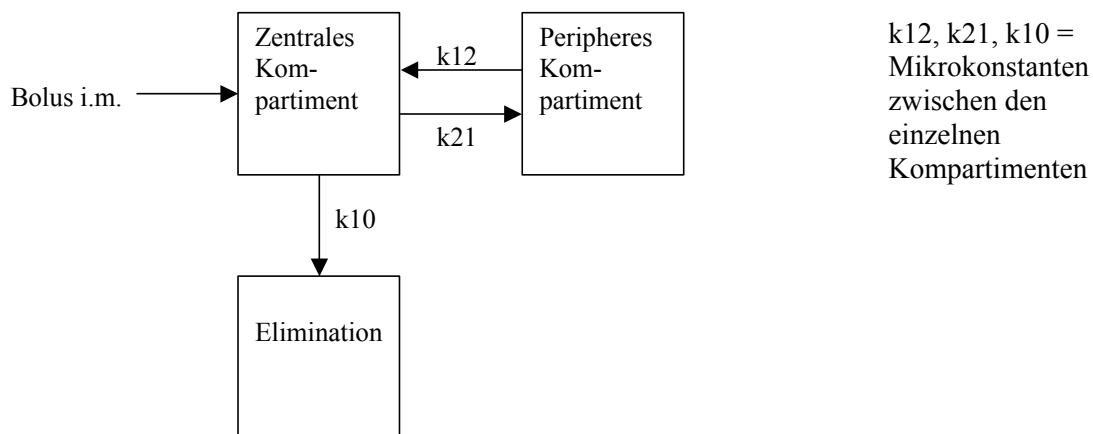 Zentrales
Kom-
partiment
Peripheres
Kom-
partiment
k12, k21, k10 =
Mikrokonstanten
zwischen den
einzelnen
Kompartimenten
Bolus i.m.
k12
k21
k10
Elimination